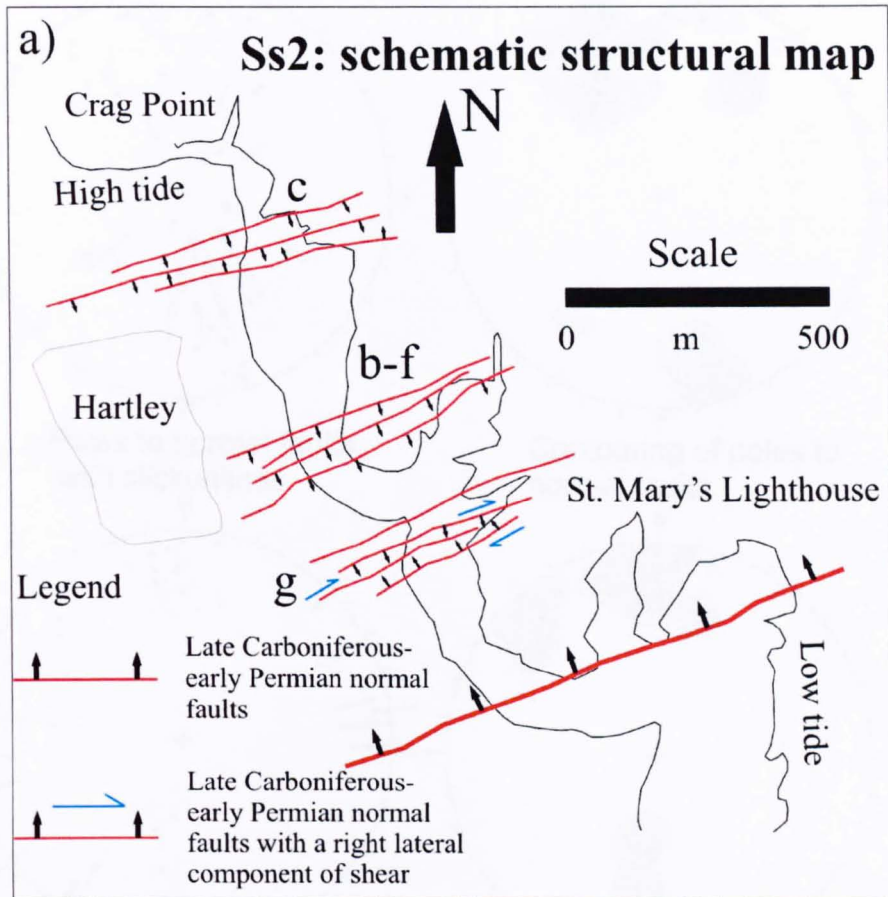 a)
Ss2: schematic structural map
Crag Point
N
High tide
c
Scale
0 m 500
b-f
Hartley
St. Mary's Lighthouse
g
Low tide
Legend
Late Carboniferous-
early Permian normal
faults
Late Carboniferous-
early Permian normal
faults with a right lateral
component of shear